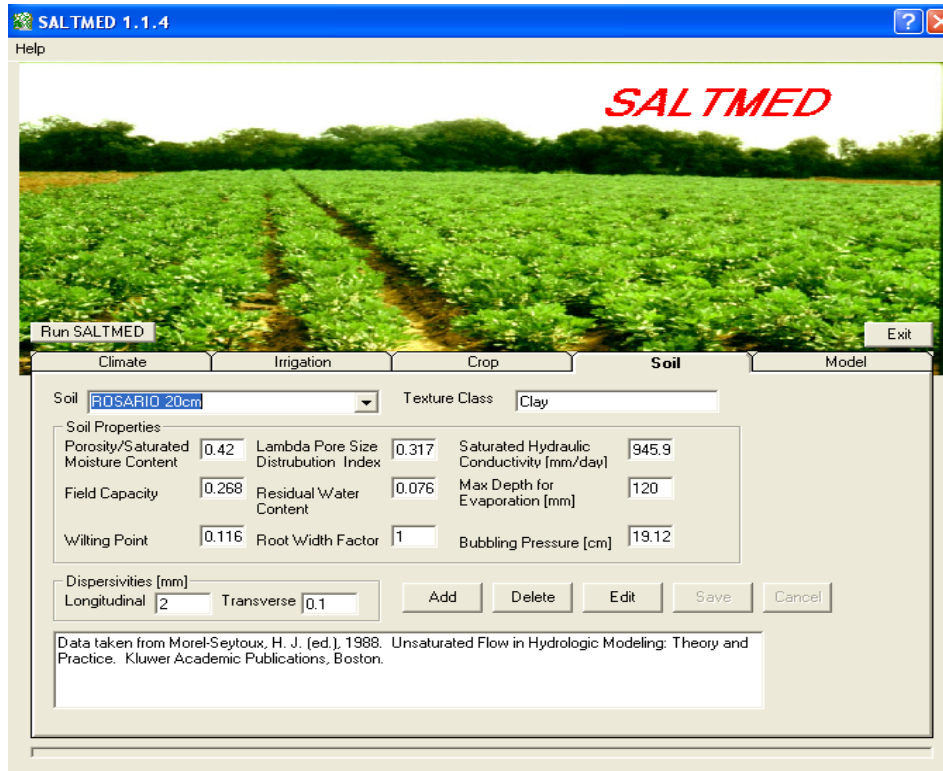 SALTMED 1.1.4
Help
SALTMED
Run SALTMED
Exit
Climate
Irrigation
Crop
Soil
Model
Soil
ROSARIO 20cm
Texture Class
Clay
Soil Properties
Porosity/Saturated
Moisture Content
0.42
Lambda Pore Size
Distrubution Index
0.317
Saturated Hydraulic
Conductivity [mm/day]
945.9
Field Capacity
0.268
Residual Water
Content
0.076
Max Depth for
Evaporation [mm]
120
Wilting Point
0.116
Root Width Factor
1
Bubbling Pressure [cm]
19.12
Dispersivities [mm]
Longitudinal
2
Transverse
0.1
Add
Delete
Edit
Save
Cancel
Data taken from Morel-Seytoux, H. J. (ed.), 1988. Unsaturated Flow in Hydrologic Modeling: Theory and
Practice. Kluwer Academic Publications, Boston.